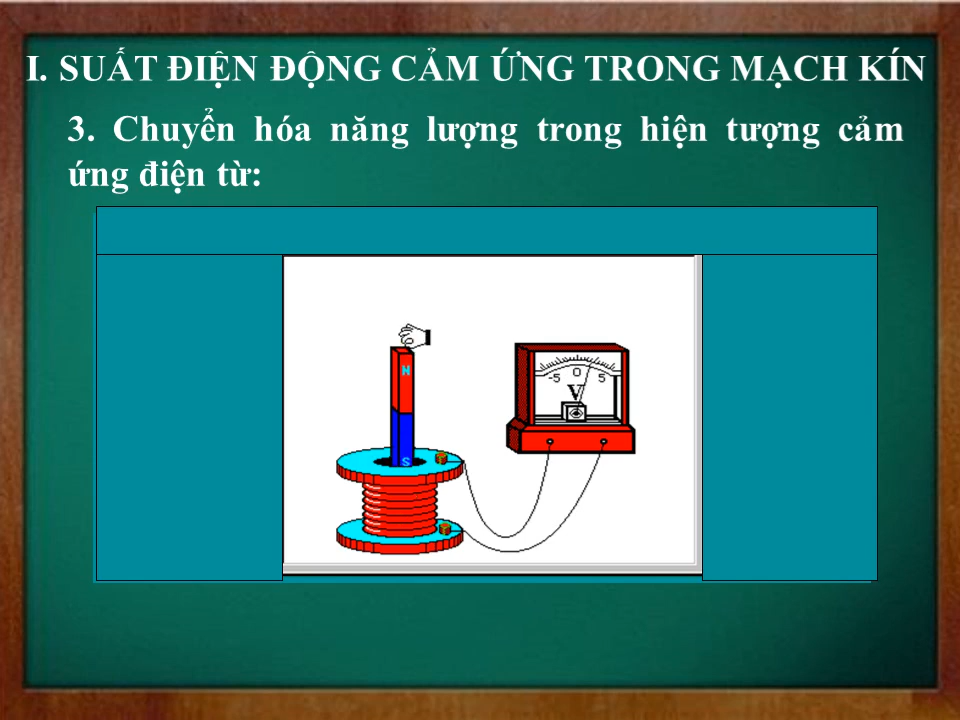 I. SUẤT ĐIỆN ĐỘNG CẢM ỨNG TRONG MẠCH KÍN
3. Chuyển hóa năng lượng trong hiện tượng cảm
ứng điện từ:
N
-5 0 5
V
S